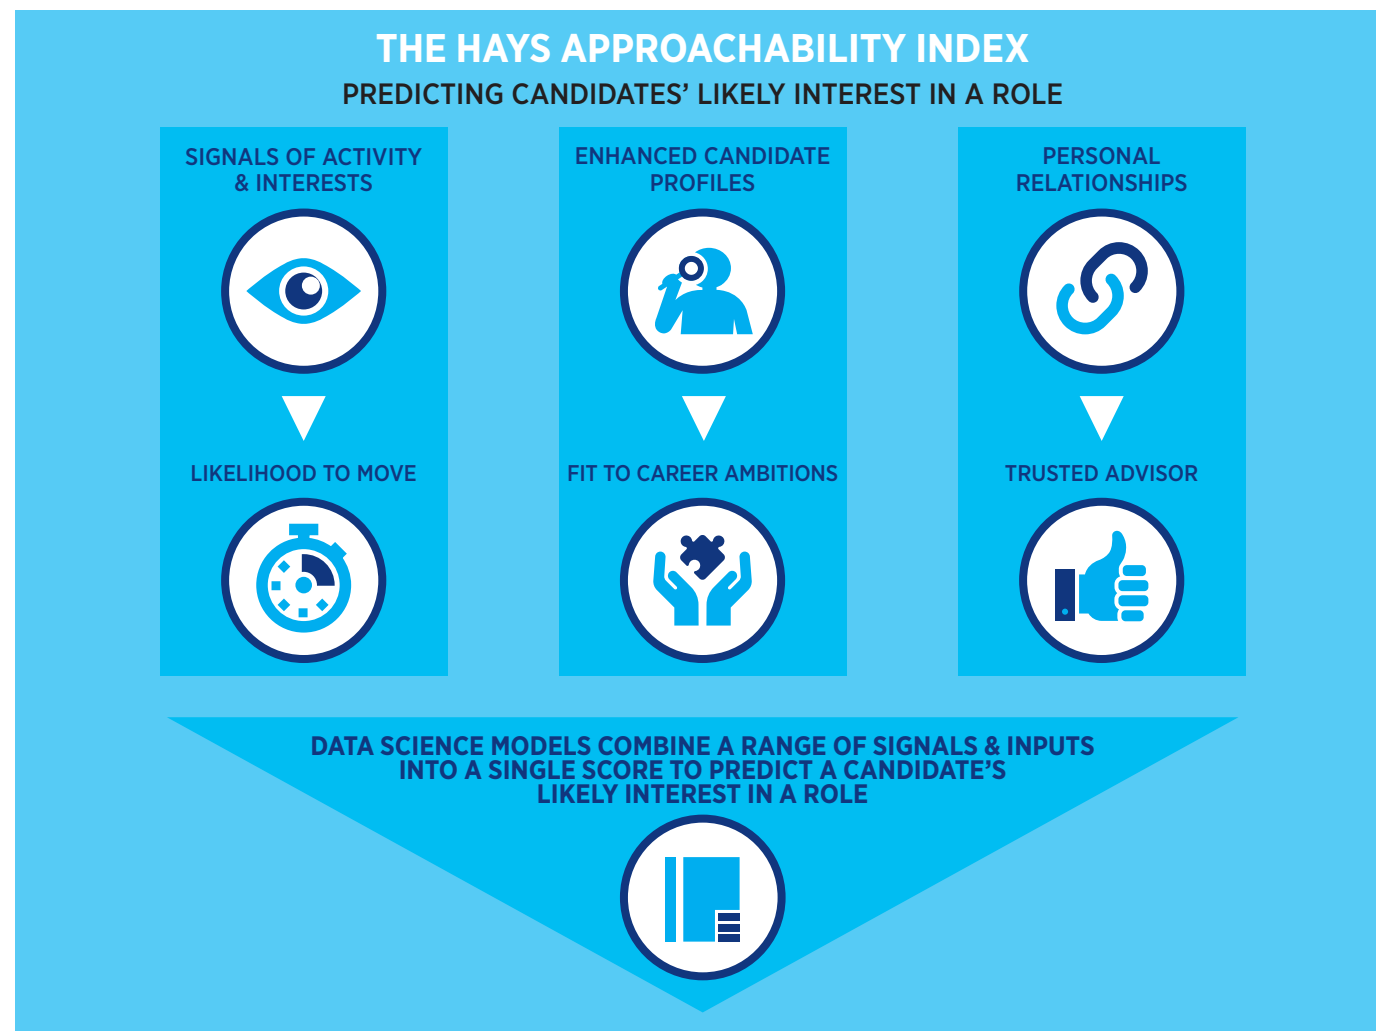 THE HAYS APPROACHABILITY INDEX
PREDICTING CANDIDATES’ LIKELY INTEREST IN A ROLE
SIGNALS OF ACTIVITY
& INTERESTS
LIKELIHOOD TO MOVE
ENHANCED CANDIDATE
PROFILES
FIT TO CAREER AMBITIONS
PERSONAL
RELATIONSHIPS
TRUSTED ADVISOR
DATA SCIENCE MODELS COMBINE A RANGE OF SIGNALS & INPUTS
INTO A SINGLE SCORE TO PREDICT A CANDIDATE’S
LIKELY INTEREST IN A ROLE